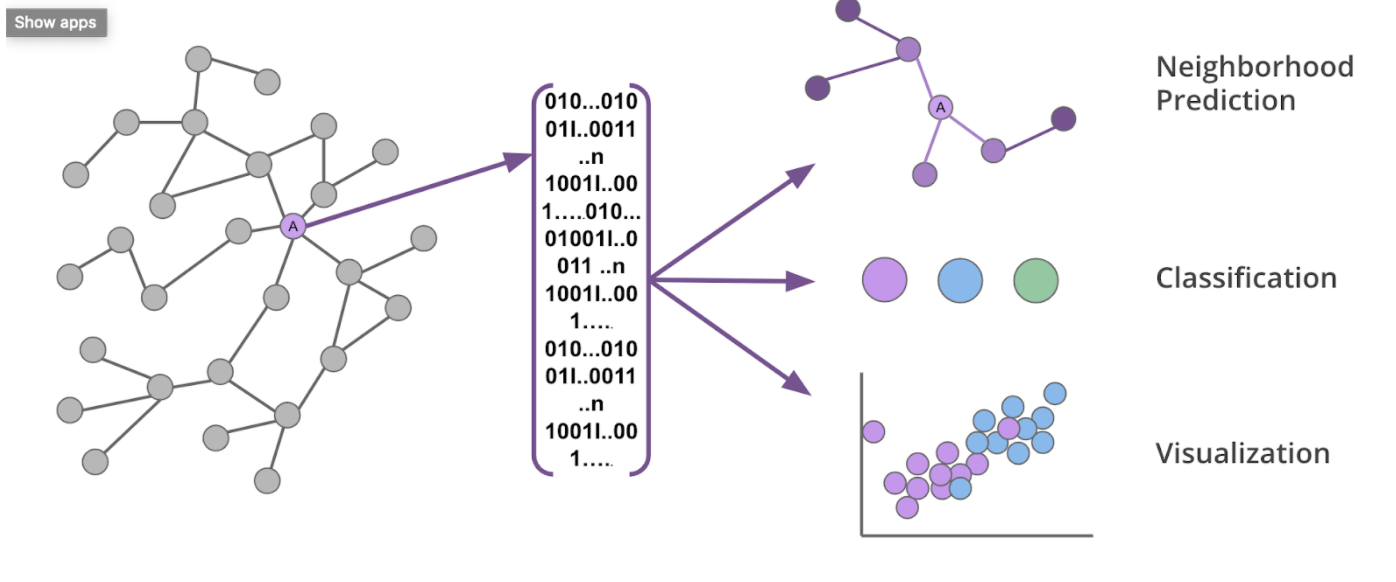 Show apps
A
010...010
01l..0011
..n
1001l..00
1.....010...
01001l..0
011 ..n
1001l..00
1.....
010...010
01l..0011
..n
1001l..00
1.....
A
Neighborhood
Prediction
Classification
Visualization